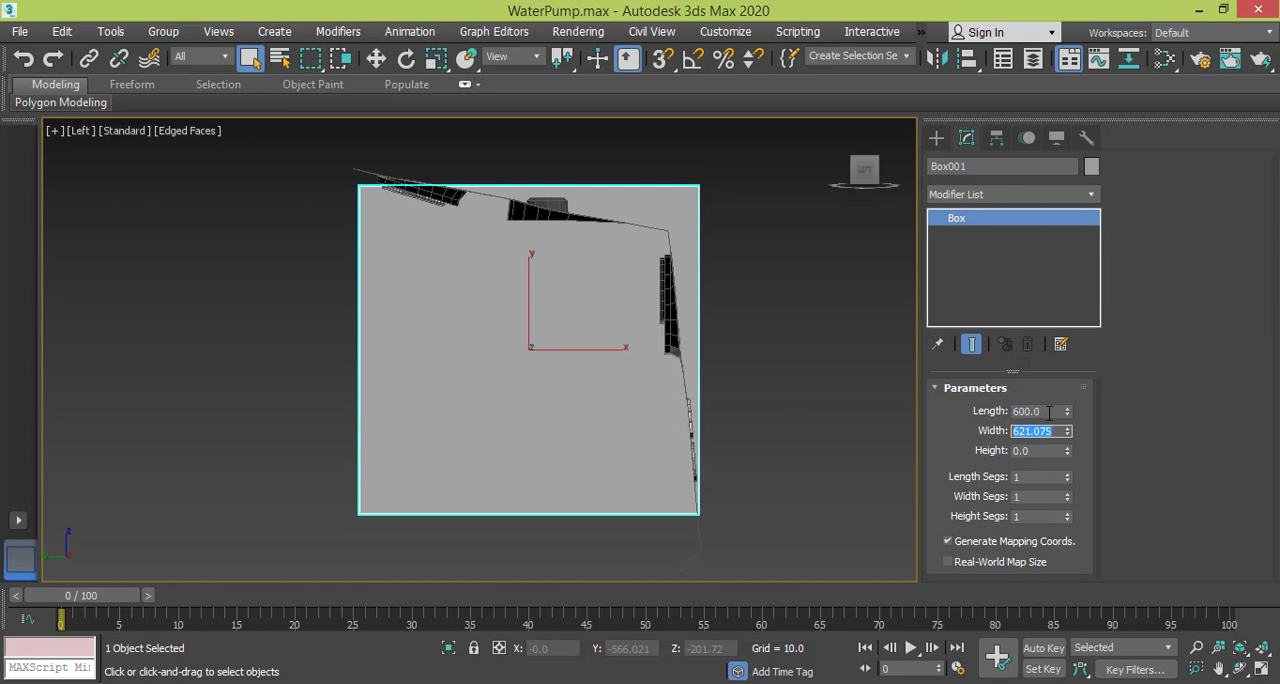 WaterPump.max - Autodesk 3ds Max 2020
File Edit Tools Group Views Create Modifiers Animation Graph Editors Rendering Civil View Customize Scripting Interactive » Sign In Workspaces: Default
All View Create Selection Se
Modeling Freeform Selection Object Paint Populate
Polygon Modeling
[+] [Left] [Standard] [Edged Faces]
Box001
Modifier List
Box
y
z x
Parameters
Length: 600.0
Width: 621.075
Height: 0.0
Length Segs: 1
Width Segs: 1
Height Segs: 1
Generate Mapping Coords.
Real-World Map Size
z
y x
< 0 / 100 >
0 5 10 15 20 25 30 35 40 45 50 55 60 65 70 75 80 85 90 95 100
1 Object Selected X: -0.0 Y: -566.021 Z: -201.72 Grid = 10.0 Auto Key Selected
MAXScript Mi: Click or click-and-drag to select objects Add Time Tag 0 Set Key Key Filters...